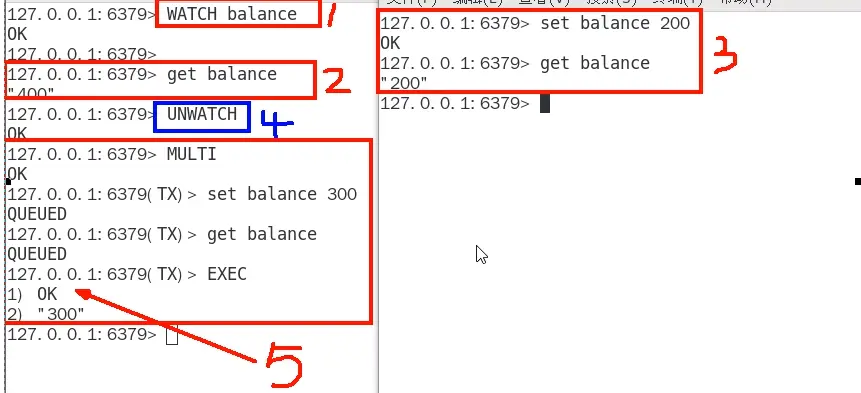 127.0.0.1:6379> WATCH balance
OK
127.0.0.1:6379>
127.0.0.1:6379> get balance
"400"
127.0.0.1:6379> UNWATCH
OK
127.0.0.1:6379> MULTI
OK
127.0.0.1:6379(TX)> set balance 300
QUEUED
127.0.0.1:6379(TX)> get balance
QUEUED
127.0.0.1:6379(TX)> EXEC
1) OK
2) "300"
127.0.0.1:6379>
1
2
4
5
127.0.0.1:6379> set balance 200
OK
127.0.0.1:6379> get balance
"200"
127.0.0.1:6379>
3